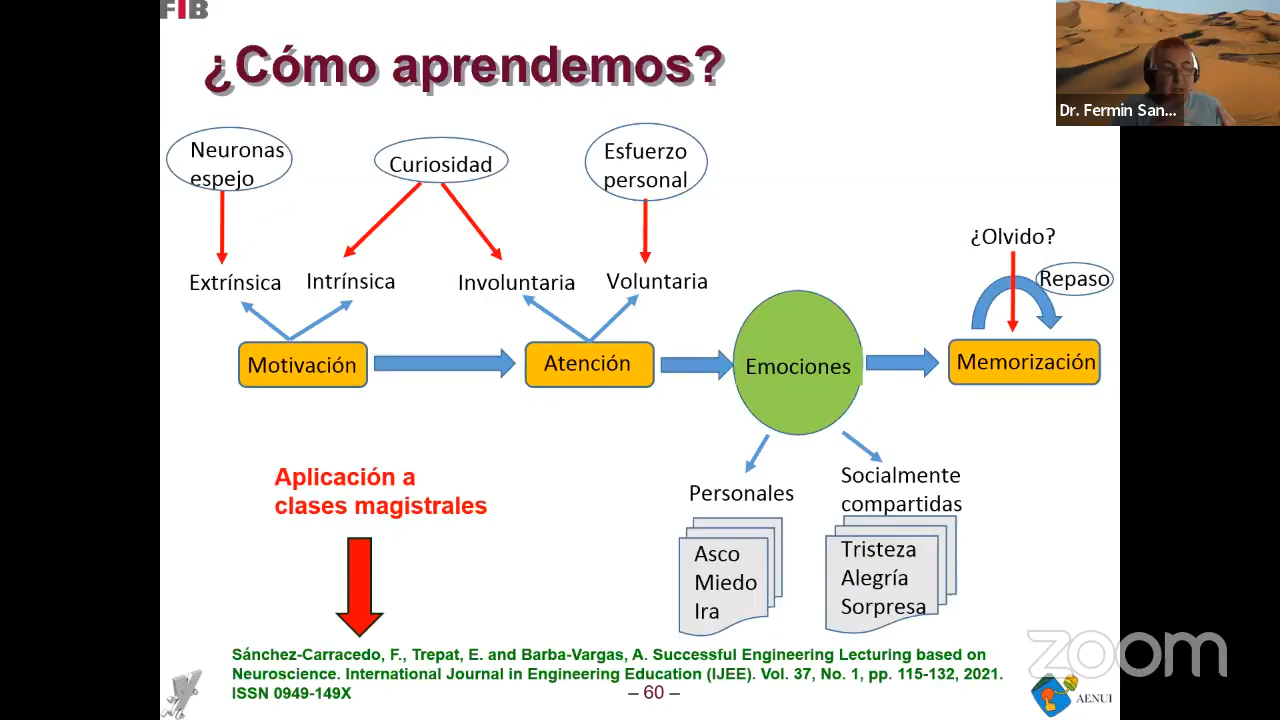 FIB
¿Cómo aprendemos?
Dr. Fermin San...
Neuronas
espejo
Curiosidad
Esfuerzo
personal
¿Olvido?
Repaso
Extrínsica
Intrínsica
Involuntaria
Voluntaria
Motivación
Atención
Emociones
Memorización
Aplicación a
clases magistrales
Personales
Socialmente
compartidas
Asco
Miedo
Ira
Tristeza
Alegría
Sorpresa
Sánchez-Carracedo, F., Trepat, E. and Barba-Vargas, A. Successful Engineering Lecturing based on
Neuroscience. International Journal in Engineering Education (IJEE). Vol. 37, No. 1, pp. 115-132, 2021.
ISSN 0949-149X
– 60 –
zoom
AENUI